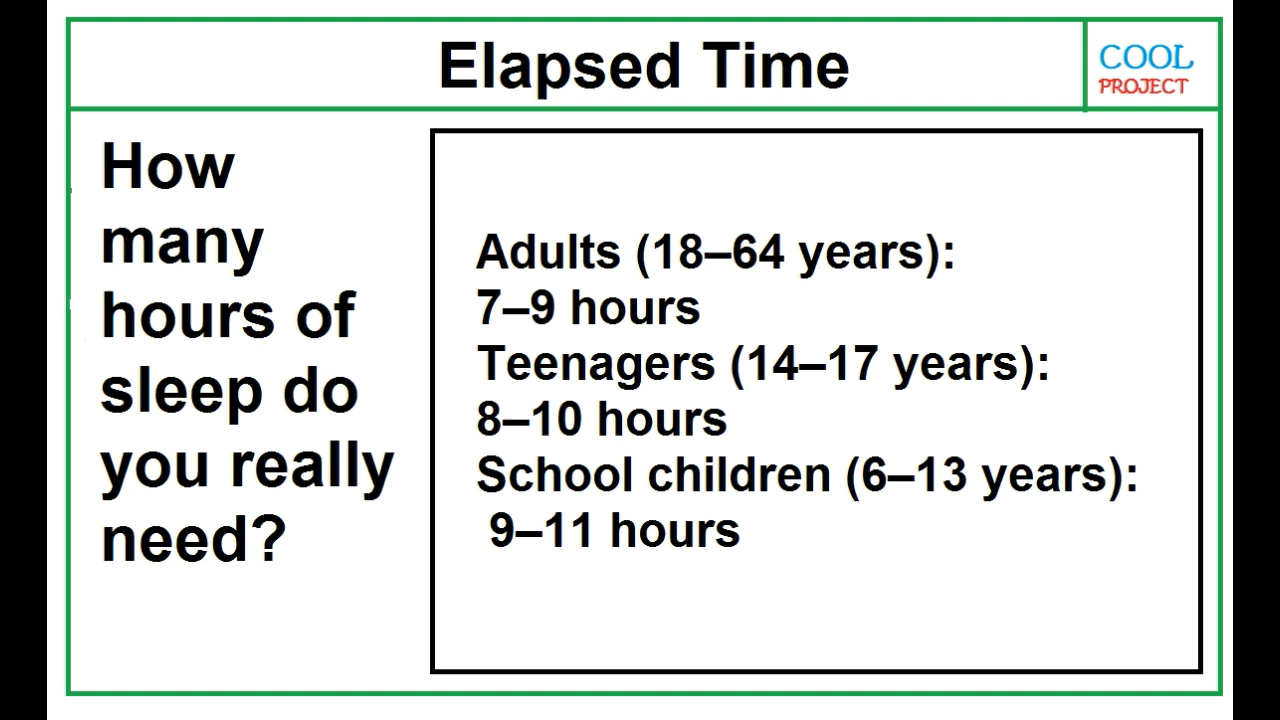 Elapsed Time
COOL
PROJECT
How
many
hours of
sleep do
you really
need?
Adults (18–64 years):
7–9 hours
Teenagers (14–17 years):
8–10 hours
School children (6–13 years):
9–11 hours